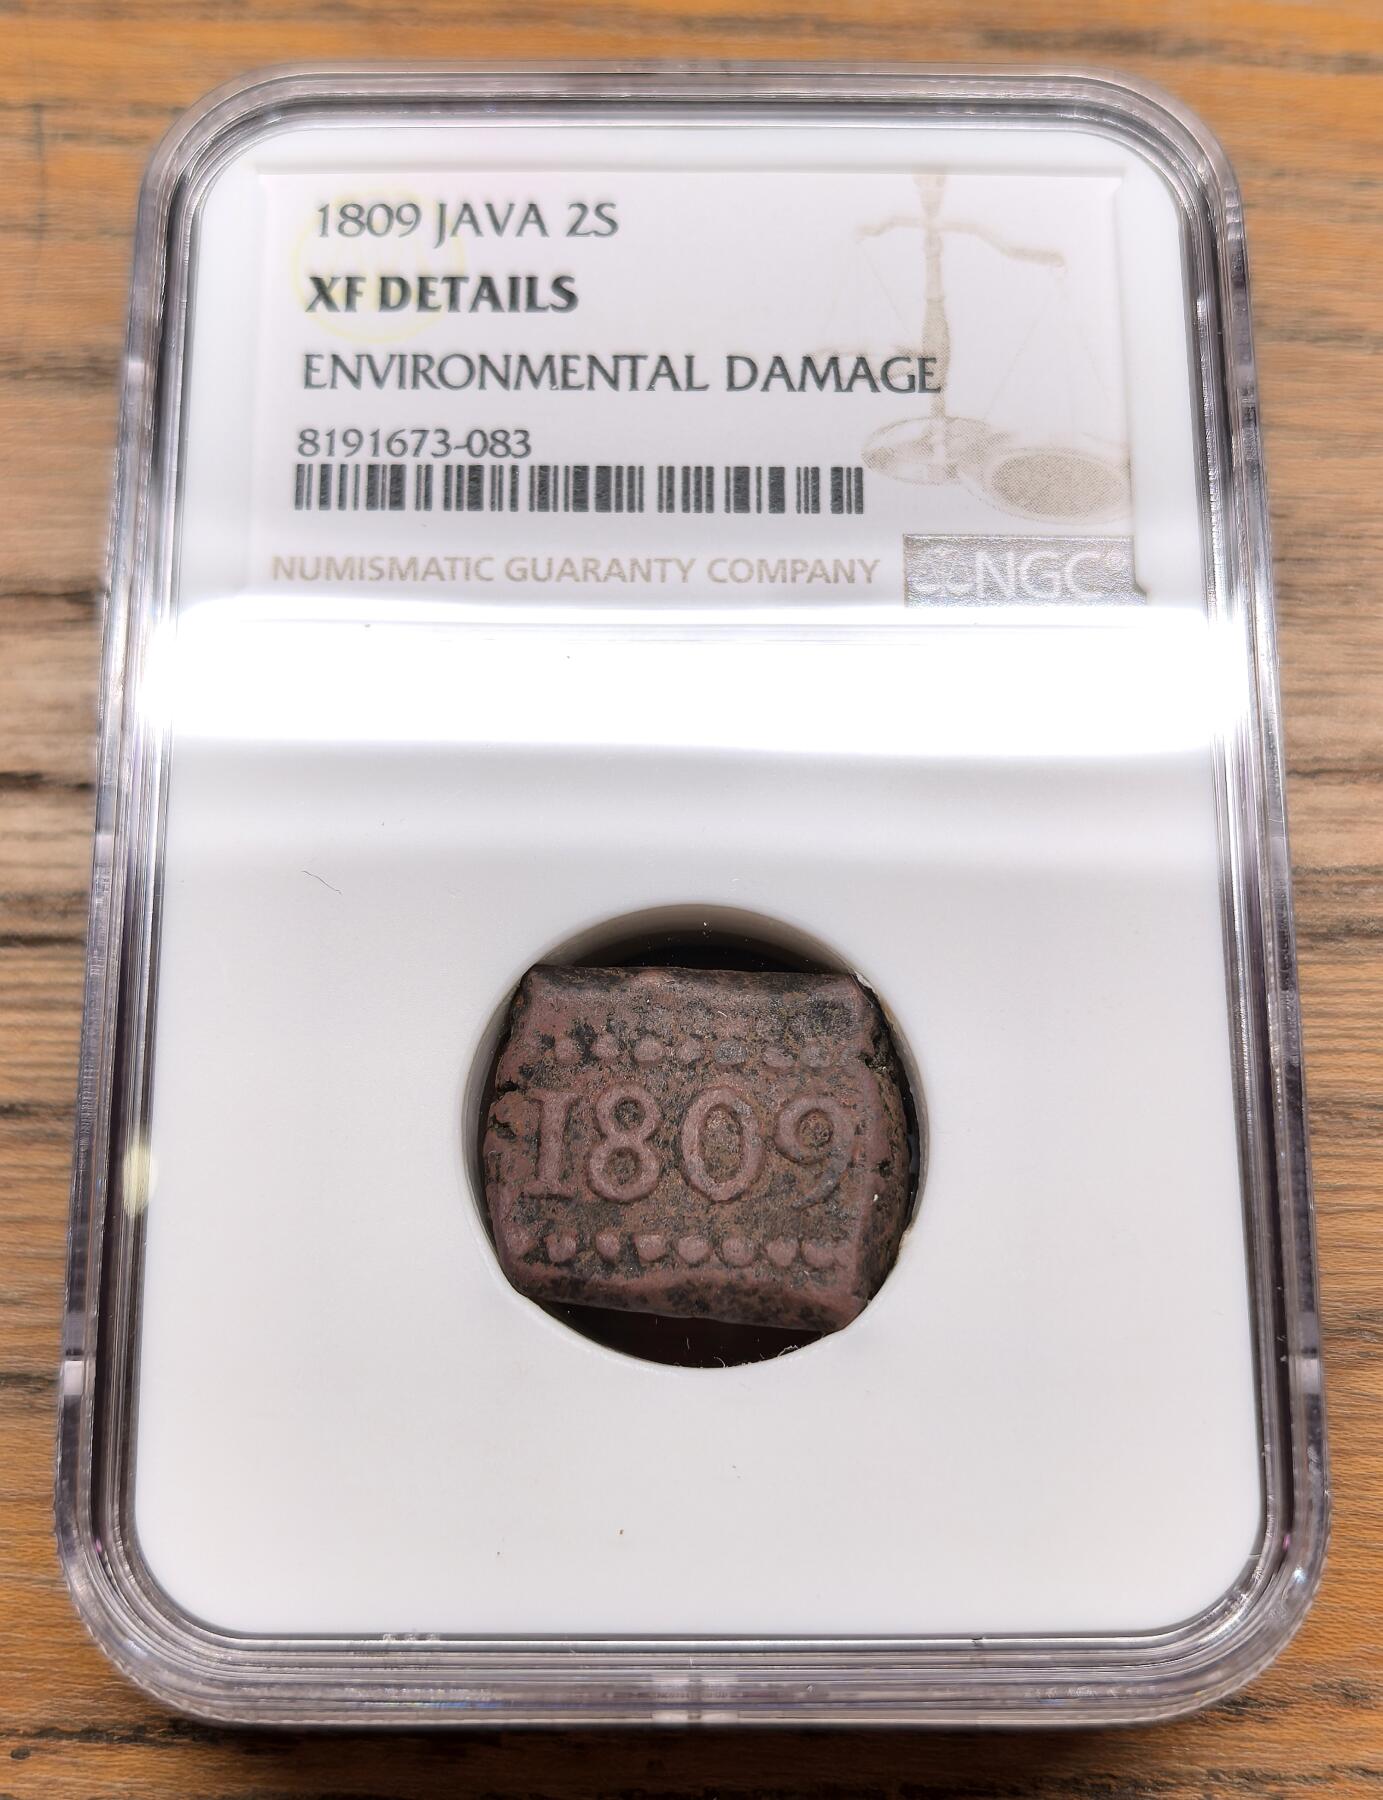 1809 JAVA 2S
XF DETAILS
ENVIRONMENTAL DAMAGE
8191673-083
NUMISMATIC GUARANTY COMPANY
NGC
1809